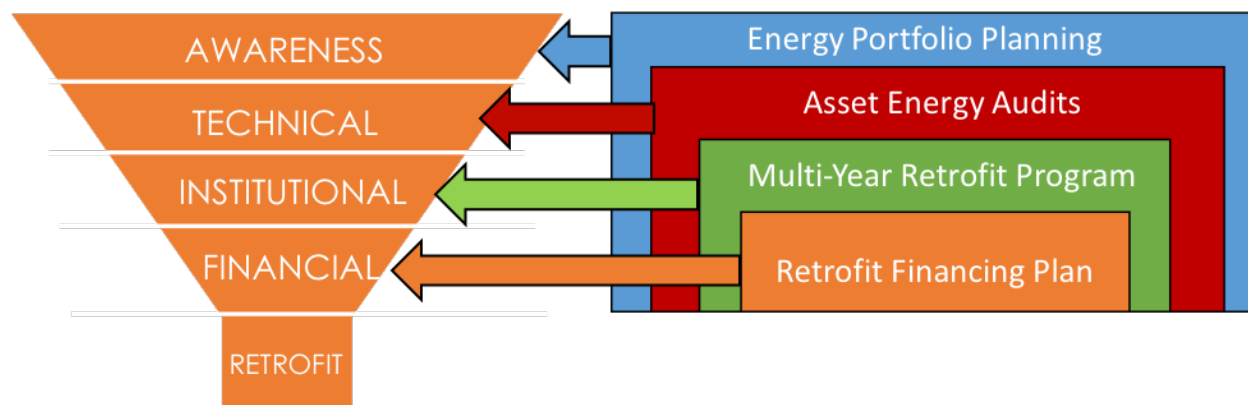 AWARENESS
TECHNICAL
INSTITUTIONAL
FINANCIAL
RETROFIT
Energy Portfolio Planning
Asset Energy Audits
Multi-Year Retrofit Program
Retrofit Financing Plan